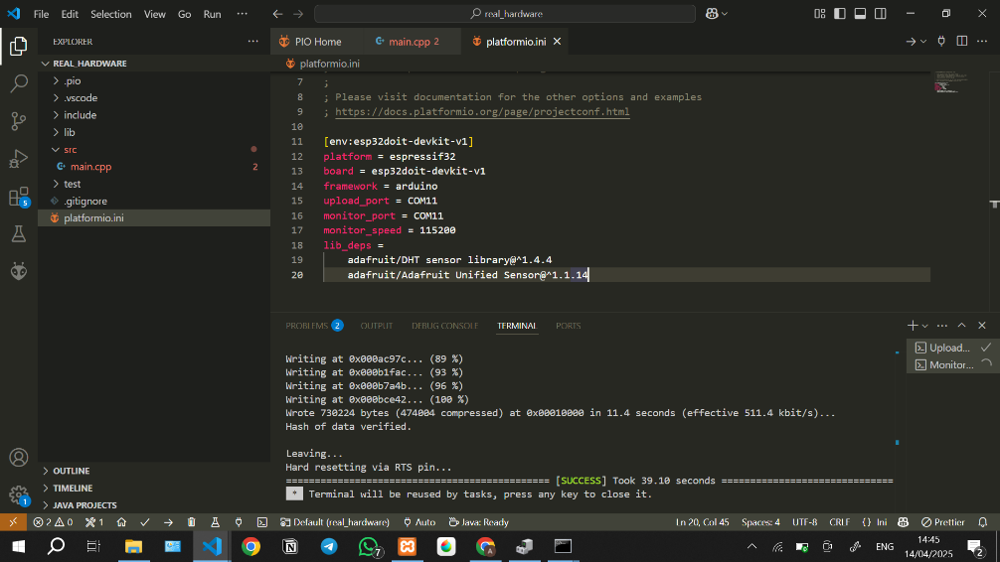 File Edit Selection View Go Run ··· real_hardware
EXPLORER ···
REAL_HARDWARE
.pio
.vscode
include
lib
src
main.cpp 2
test
.gitignore
platformio.ini
OUTLINE
TIMELINE
JAVA PROJECTS
5
1
PIO Home main.cpp 2 platformio.ini
platformio.ini
7 ;
8 ; Please visit documentation for the other options and examples
9 ; https://docs.platformio.org/page/projectconf.html
10
11 [env:esp32doit-devkit-v1]
12 platform = espressif32
13 board = esp32doit-devkit-v1
14 framework = arduino
15 upload_port = COM11
16 monitor_port = COM11
17 monitor_speed = 115200
18 lib_deps =
19 adafruit/DHT sensor library@^1.4.4
20 adafruit/Adafruit Unified Sensor@^1.1.14
PROBLEMS 2 OUTPUT DEBUG CONSOLE TERMINAL PORTS
Upload...
Monitor...
Writing at 0x000ac97c... (89 %)
Writing at 0x000b1fac... (93 %)
Writing at 0x000b7a4b... (96 %)
Writing at 0x000bce42... (100 %)
Wrote 730224 bytes (474004 compressed) at 0x00010000 in 11.4 seconds (effective 511.4 kbit/s)...
Hash of data verified.
Leaving...
Hard resetting via RTS pin...
============================================ [SUCCESS] Took 39.10 seconds ============================
* Terminal will be reused by tasks, press any key to close it.
2 0 1 Default (real_hardware) Auto Java: Ready Ln 20, Col 45 Spaces: 4 UTF-8 CRLF {} Ini Prettier
7 ENG 14:45
14/04/2025 2